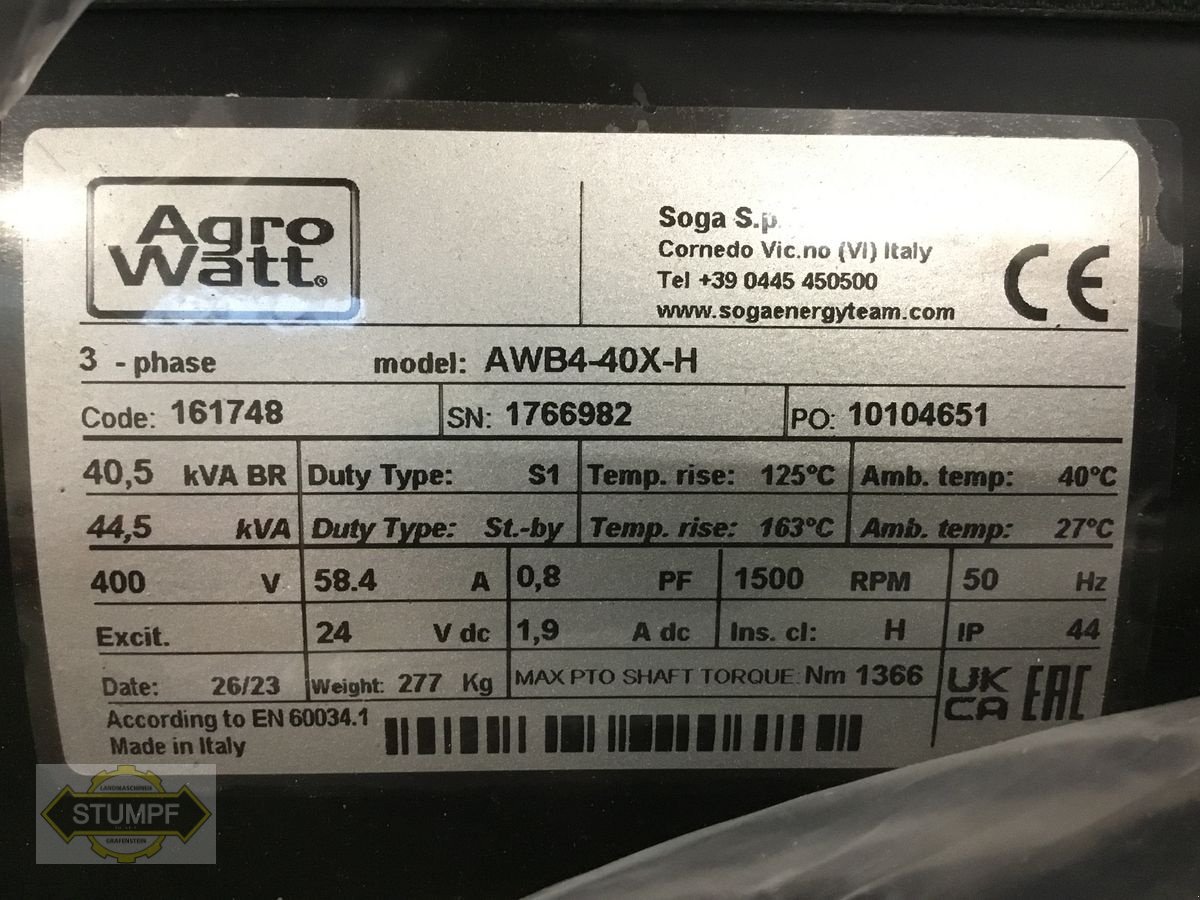 Agro
Watt®
Soga S.p.
Cornedo Vic.no (VI) Italy
Tel +39 0445 450500
www.sogaenergyteam.com
CE
3 - phase model: AWB4-40X-H
Code: 161748 SN: 1766982 PO: 10104651
40,5 kVA BR Duty Type: S1 Temp. rise: 125°C Amb. temp: 40°C
44,5 kVA Duty Type: St.-by Temp. rise: 163°C Amb. temp: 27°C
400 V 58.4 A 0,8 PF 1500 RPM 50 Hz
Excit. 24 V dc 1,9 A dc Ins. cl: H IP 44
Date: 26/23 Weight: 277 Kg MAX PTO SHAFT TORQUE: Nm 1366
UK
CA
EAC
According to EN 60034.1
Made in Italy
LANDMASCHINEN
STUMPF
GRAFENSTEIN